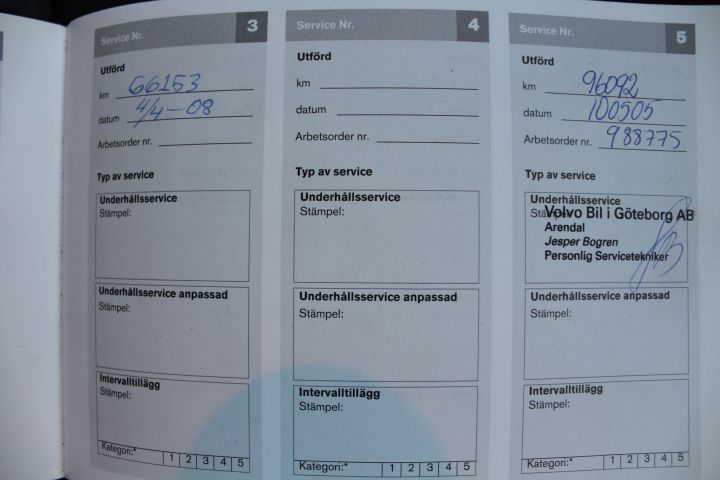 Service Nr. 3
Utförd
km 66153
datum 4/4-08
Arbetsorder nr.
Typ av service
Underhållsservice
Stämpel:
Underhållsservice anpassad
Stämpel:
Intervalltillägg
Stämpel:
Kategori:* 1 2 3 4 5
Service Nr. 4
Utförd
km
datum
Arbetsorder nr.
Typ av service
Underhållsservice
Stämpel:
Underhållsservice anpassad
Stämpel:
Intervalltillägg
Stämpel:
Kategori:* 1 2 3 4 5
Service Nr. 5
Utförd
km 96092
datum 100505
Arbetsorder nr. 988775
Typ av service
Underhållsservice
Stämpel:
Volvo Bil i Göteborg AB
Arendal
Jesper Bogren
Personlig Servicetekniker
Underhållsservice anpassad
Stämpel:
Intervalltillägg
Stämpel:
Kategori:* 1 2 3 4 5